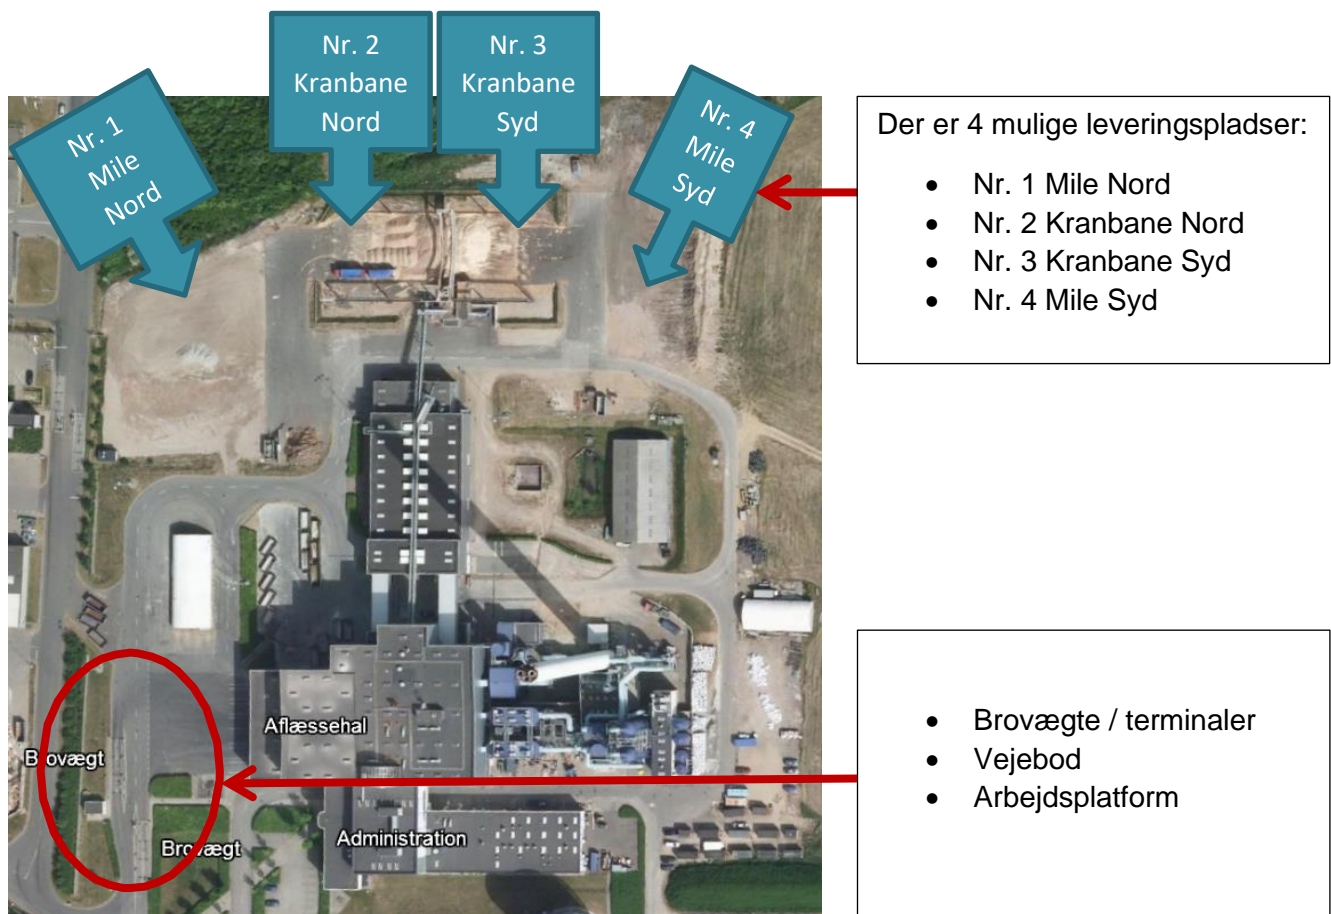 Nr. 1
Mile
Nord
Nr. 2
Kranbane
Nord
Nr. 3
Kranbane
Syd
Nr. 4
Mile
Syd
Der er 4 mulige leveringspladser:
• Nr. 1 Mile Nord
• Nr. 2 Kranbane Nord
• Nr. 3 Kranbane Syd
• Nr. 4 Mile Syd
Aflæssehal
Brovægt
Administration
Brovægt
• Brovægte / terminaler
• Vejebod
• Arbejdsplatform